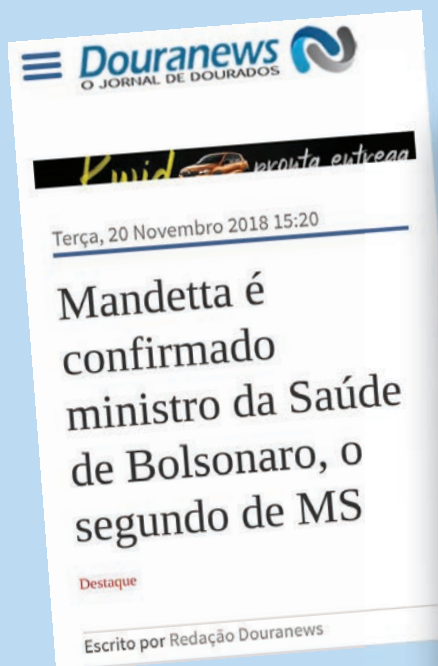 Douranews
O JORNAL DE DOURADOS
Kwid pronta entrega
Terça, 20 Novembro 2018 15:20
Mandetta é
confirmado
ministro da Saúde
de Bolsonaro, o
segundo de MS
Destaque
Escrito por Redação Douranews